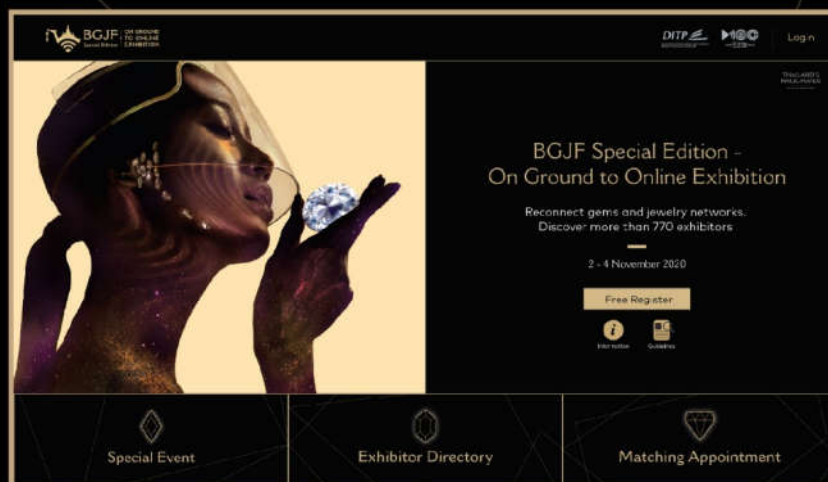 BGJF
Special Edition
ON GROUND
TO ONLINE
EXHIBITION
DITP
Login
THAILAND'S
BGJF Special Edition –
On Ground to Online Exhibition
Reconnect gems and jewelry networks.
Discover more than 770 exhibitors
2 - 4 November 2020
Free Register
Information
Guidelines
Special Event
Exhibitor Directory
Matching Appointment